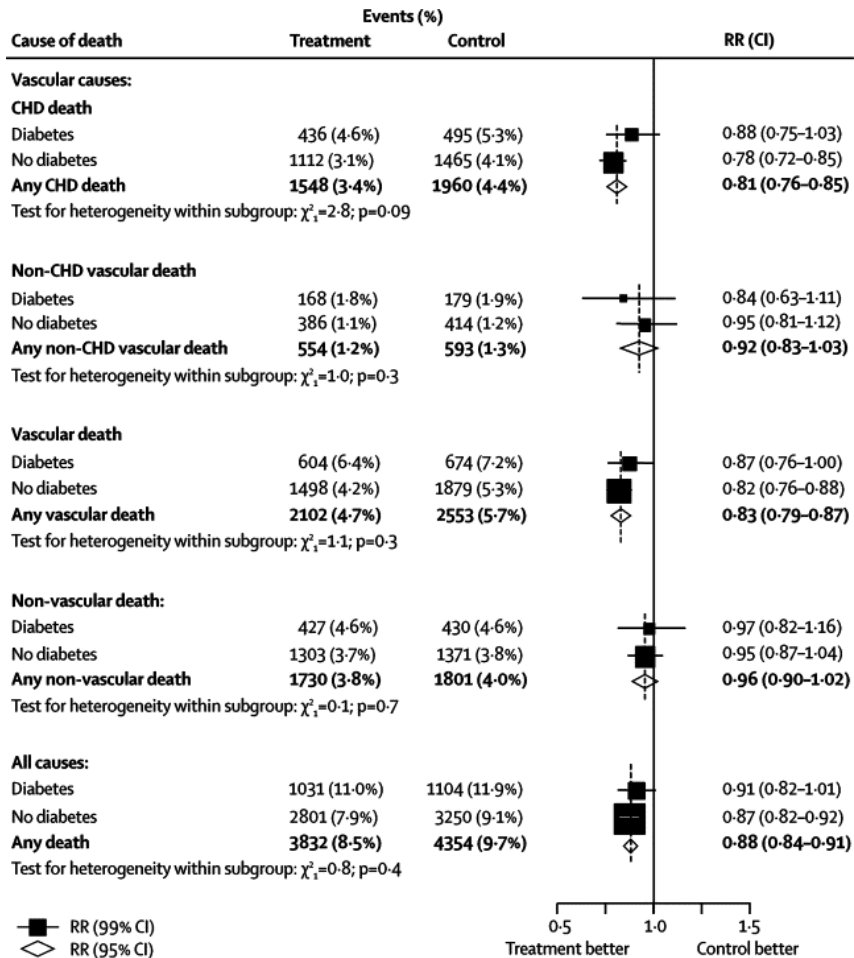 Events (%)
Cause of death Treatment Control RR (CI)
Vascular causes:
CHD death
Diabetes 436 (4·6%) 495 (5·3%) 0·88 (0·75–1·03)
No diabetes 1112 (3·1%) 1465 (4·1%) 0·78 (0·72–0·85)
Any CHD death 1548 (3·4%) 1960 (4·4%) 0·81 (0·76–0·85)
Test for heterogeneity within subgroup: χ²₁=2·8; p=0·09
Non-CHD vascular death
Diabetes 168 (1·8%) 179 (1·9%) 0·84 (0·63–1·11)
No diabetes 386 (1·1%) 414 (1·2%) 0·95 (0·81–1·12)
Any non-CHD vascular death 554 (1·2%) 593 (1·3%) 0·92 (0·83–1·03)
Test for heterogeneity within subgroup: χ²₁=1·0; p=0·3
Vascular death
Diabetes 604 (6·4%) 674 (7·2%) 0·87 (0·76–1·00)
No diabetes 1498 (4·2%) 1879 (5·3%) 0·82 (0·76–0·88)
Any vascular death 2102 (4·7%) 2553 (5·7%) 0·83 (0·79–0·87)
Test for heterogeneity within subgroup: χ²₁=1·1; p=0·3
Non-vascular death:
Diabetes 427 (4·6%) 430 (4·6%) 0·97 (0·82–1·16)
No diabetes 1303 (3·7%) 1371 (3·8%) 0·95 (0·87–1·04)
Any non-vascular death 1730 (3·8%) 1801 (4·0%) 0·96 (0·90–1·02)
Test for heterogeneity within subgroup: χ²₁=0·1; p=0·7
All causes:
Diabetes 1031 (11·0%) 1104 (11·9%) 0·91 (0·82–1·01)
No diabetes 2801 (7·9%) 3250 (9·1%) 0·87 (0·82–0·92)
Any death 3832 (8·5%) 4354 (9·7%) 0·88 (0·84–0·91)
Test for heterogeneity within subgroup: χ²₁=0·8; p=0·4
RR (99% CI) 0·5 1·0 1·5
RR (95% CI) Treatment better Control better